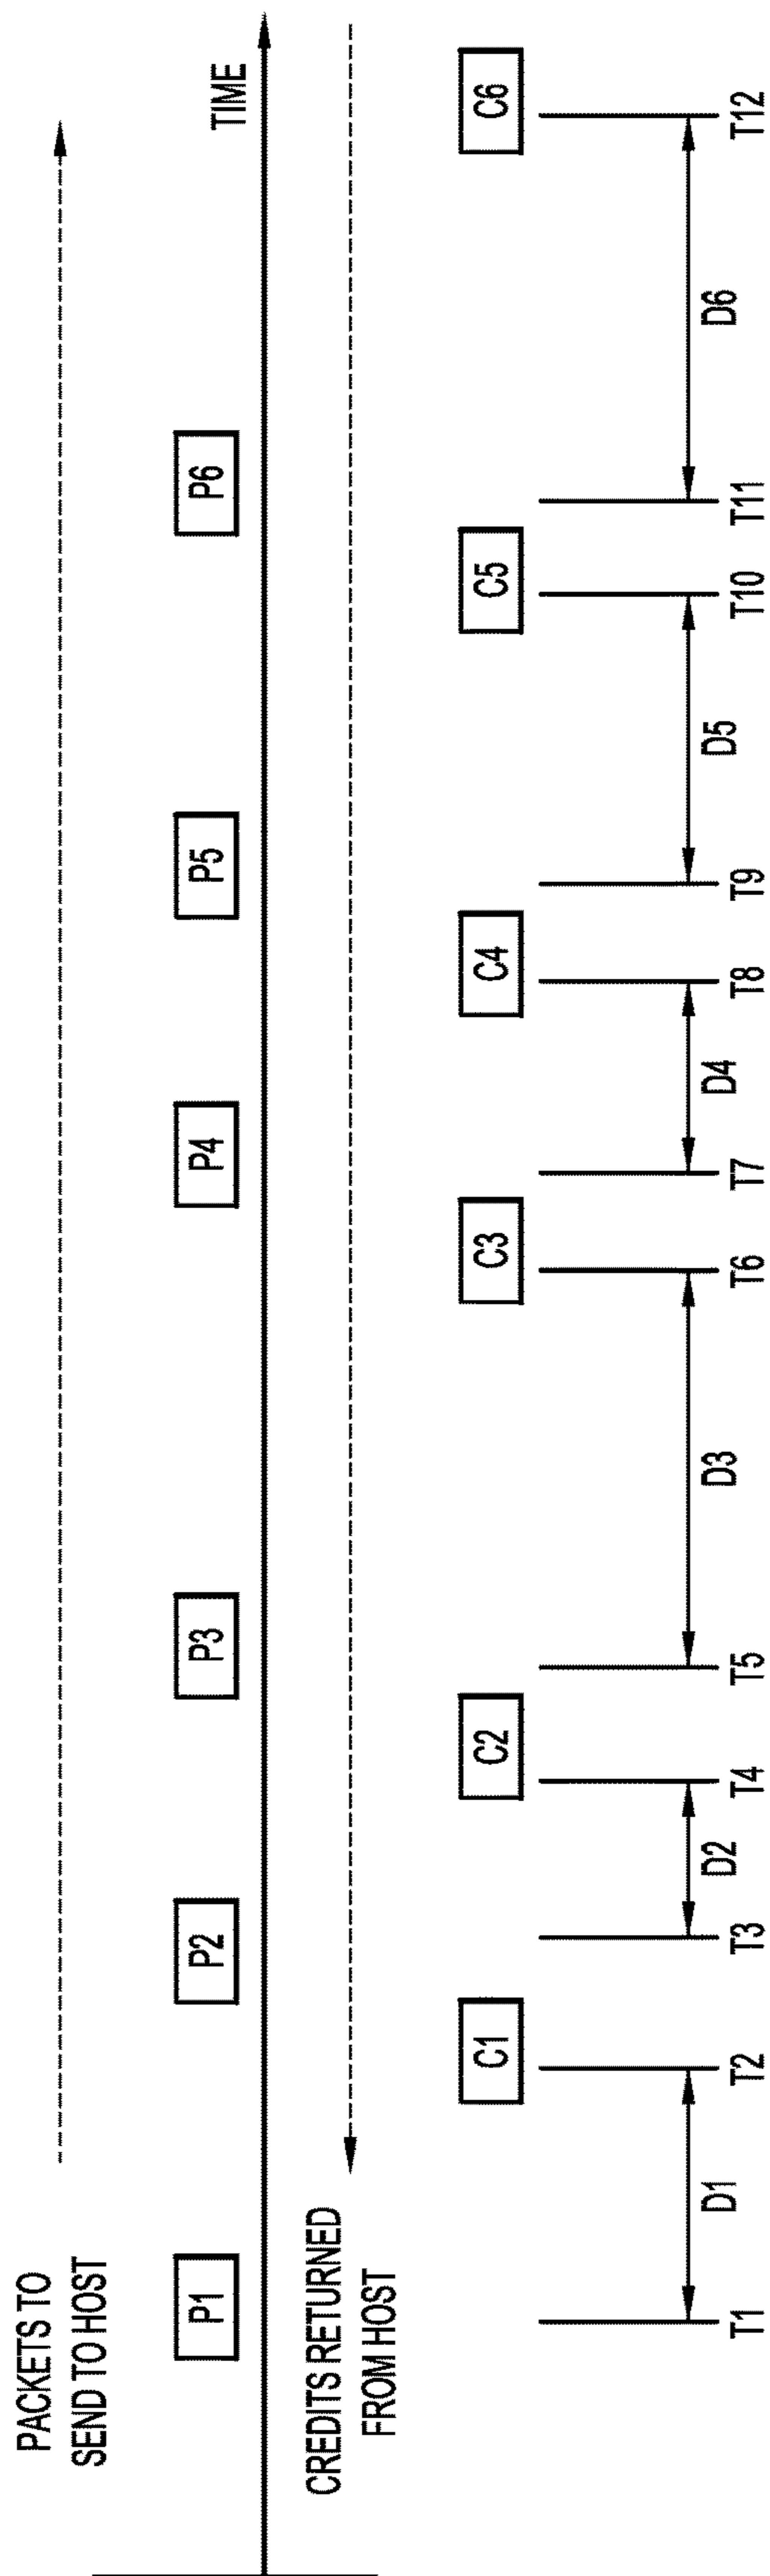 PACKETS TO
SEND TO HOST
TIME
P1
P2
P3
P4
P5
P6
CREDITS RETURNED
FROM HOST
C1
C2
C3
C4
C5
C6
D1
D2
D3
D4
D5
D6
T1
T2
T3
T4
T5
T6
T7
T8
T9
T10
T11
T12